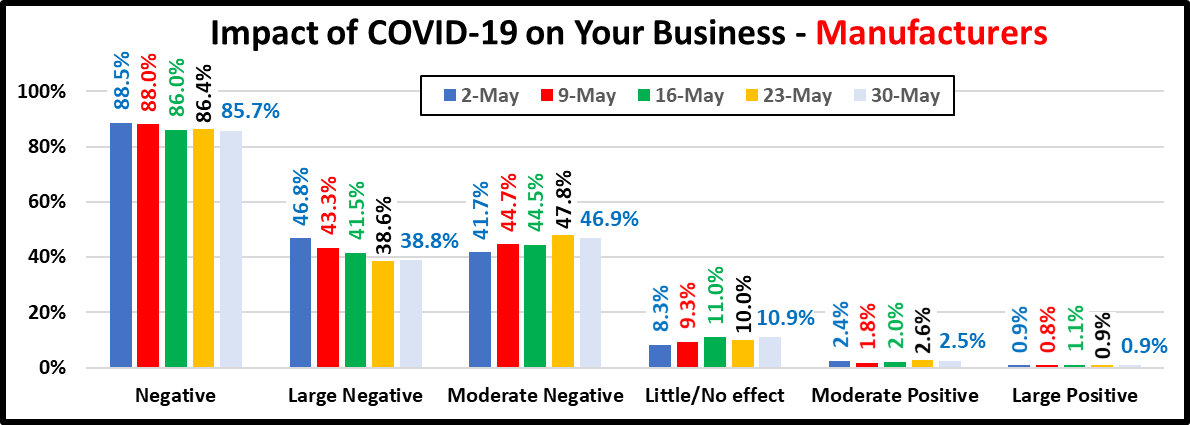 Impact of COVID-19 on Your Business - Manufacturers
2-May 9-May 16-May 23-May 30-May
100%
80%
60%
40%
20%
0%
88.5% 88.0% 86.0% 86.4% 85.7%
46.8% 43.3% 41.5% 38.6% 38.8%
41.7% 44.7% 44.5% 47.8% 46.9%
8.3% 9.3% 11.0% 10.0% 10.9%
2.4% 1.8% 2.0% 2.6% 2.5%
0.9% 0.8% 1.1% 0.9% 0.9%
Negative Large Negative Moderate Negative Little/No effect Moderate Positive Large Positive